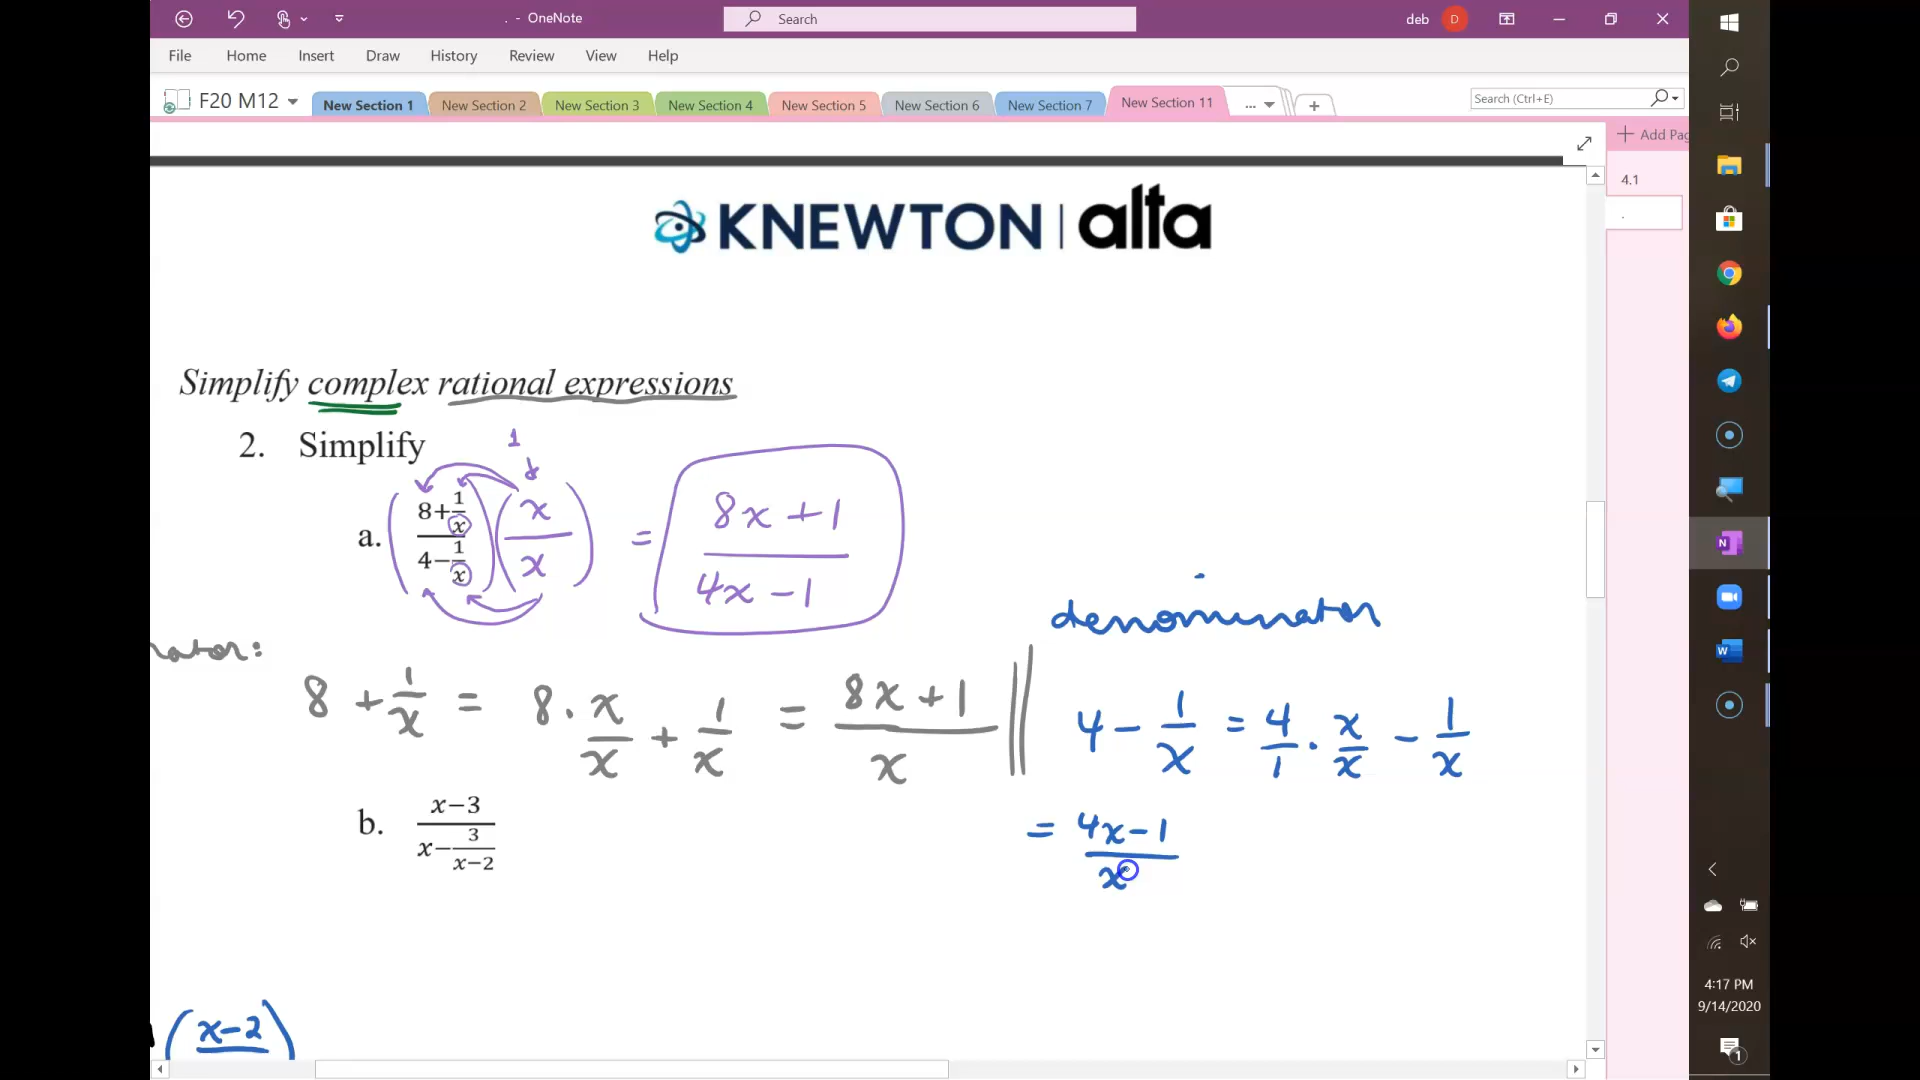 . - OneNote
Search
deb D
File Home Insert Draw History Review View Help
F20 M12
New Section 1 New Section 2 New Section 3 New Section 4 New Section 5 New Section 6 New Section 7 New Section 11 ... +
Search (Ctrl+E)
+ Add Pag
4.1
.
KNEWTON | alta
Simplify complex rational expressions
2. Simplify
1
a. ((8+1/x)/(4−1/x)) (x/x) = (8x+1)/(4x−1)
denominator
nator:
8 + 1/x = 8 · x/x + 1/x = (8x+1)/x
4 − 1/x = 4/1 · x/x − 1/x
= (4x−1)/x
b. (x−3)/(x−3/(x−2))
(x−2
4:17 PM
9/14/2020
1